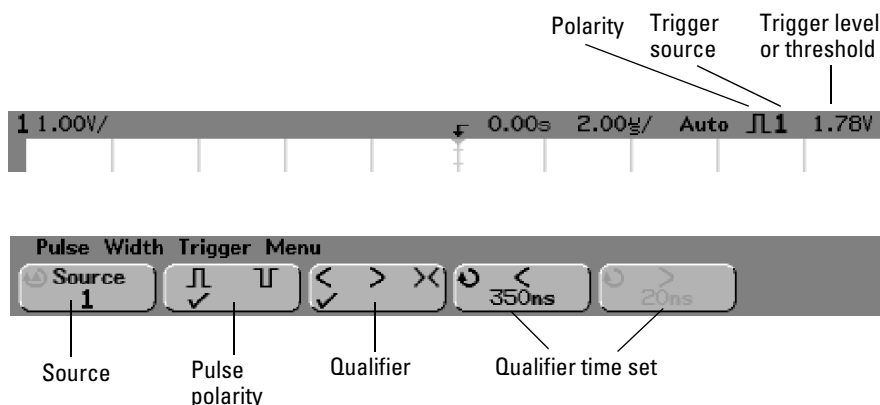 Polarity Trigger source Trigger level or threshold
1 1.00V/ 0.00s 2.00㎲/ Auto 1 1.78V
Pulse Width Trigger Menu
Source 1 < > >< < 350ns > 20ns
Source Pulse polarity Qualifier Qualifier time set